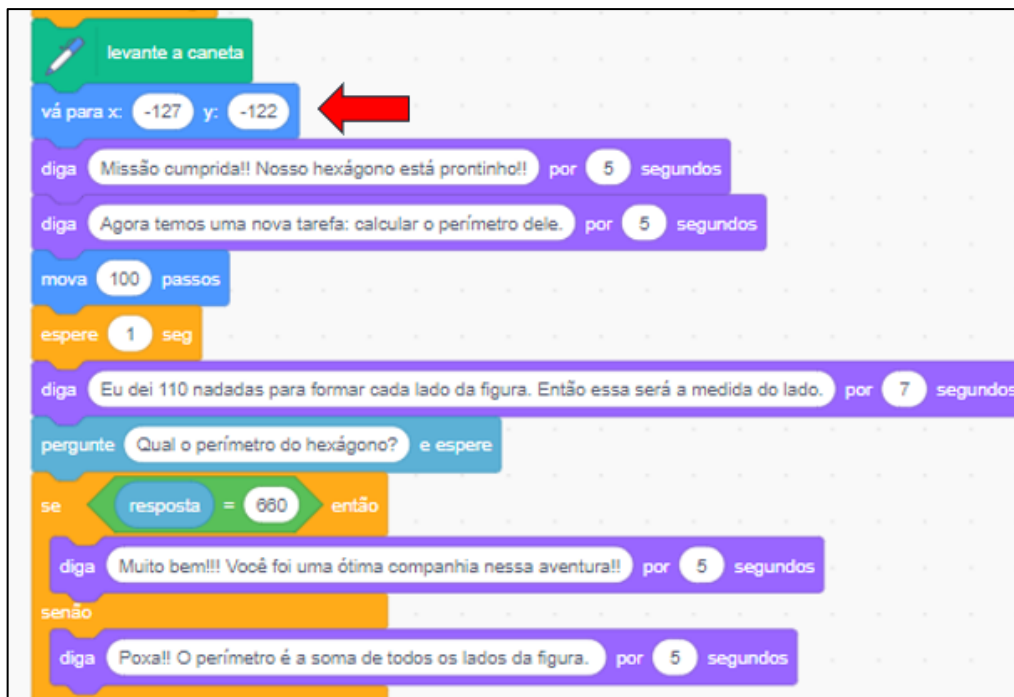 levante a caneta
vá para x: -127 y: -122
diga Missão cumprida!! Nosso hexágono está prontinho!! por 5 segundos
diga Agora temos uma nova tarefa: calcular o perímetro dele. por 5 segundos
mova 100 passos
espere 1 seg
diga Eu dei 110 nadadas para formar cada lado da figura. Então essa será a medida do lado. por 7 segundos
pergunte Qual o perímetro do hexágono? e espere
se resposta = 660 então
diga Muito bem!!! Você foi uma ótima companhia nessa aventura!! por 5 segundos
senão
diga Poxa!! O perímetro é a soma de todos os lados da figura. por 5 segundos